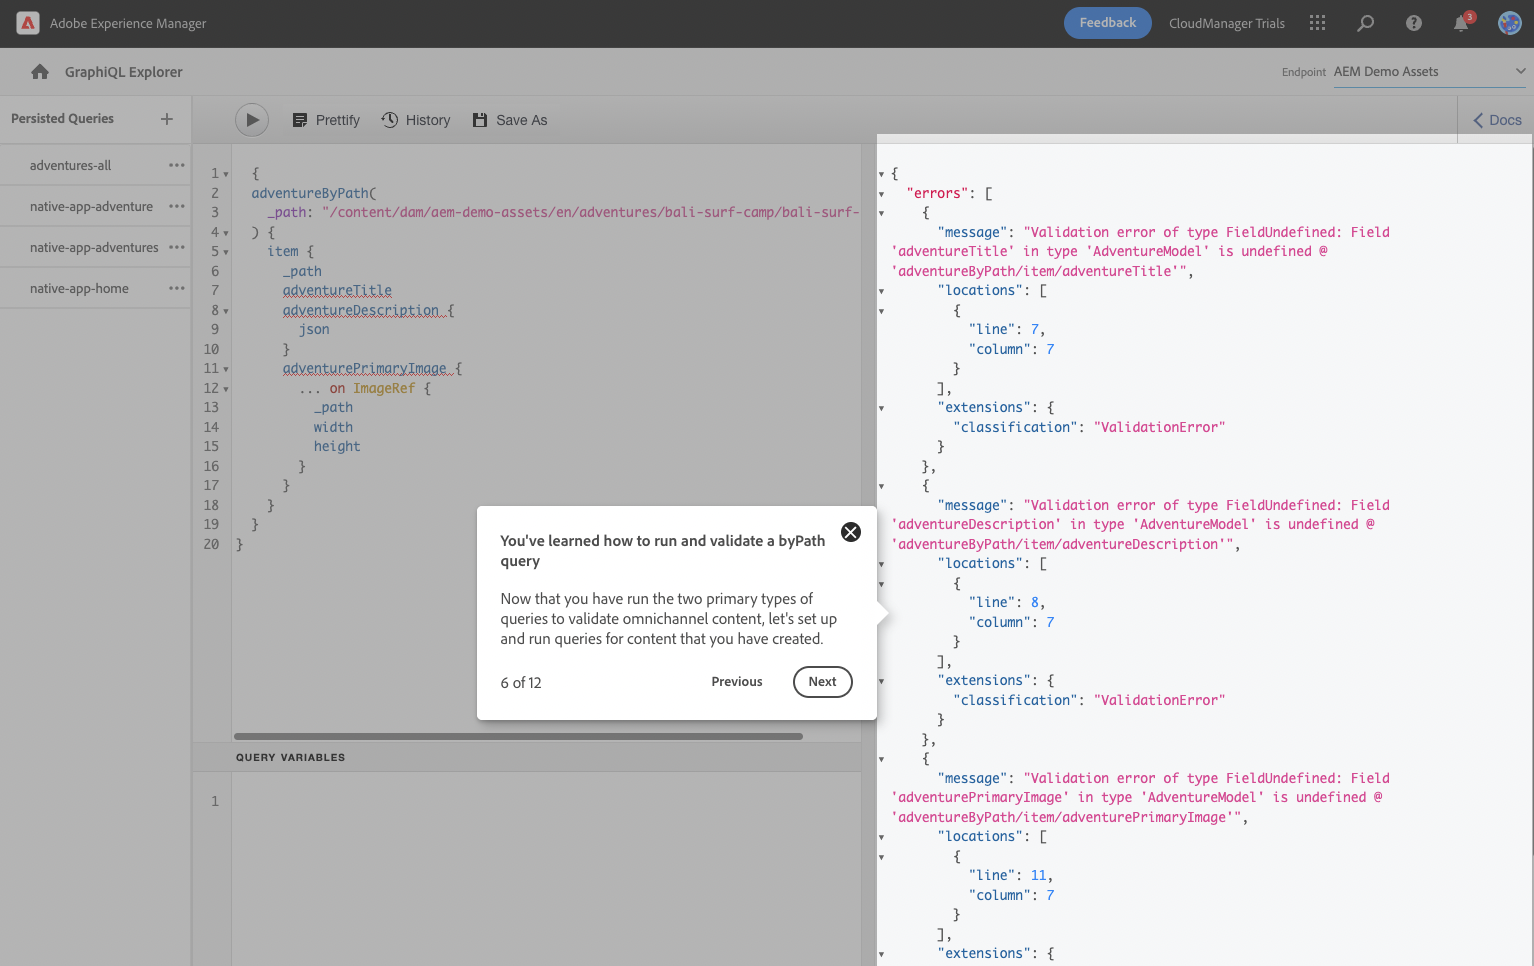 Adobe Experience Manager
Feedback
CloudManager Trials
3
GraphiQL Explorer
Endpoint AEM Demo Assets
Persisted Queries
Prettify
History
Save As
Docs
adventures-all
native-app-adventure
native-app-adventures
native-app-home
1 {
2 adventureByPath(
3 _path: "/content/dam/aem-demo-assets/en/adventures/bali-surf-camp/bali-surf-
4 ) {
5 item {
6 _path
7 adventureTitle
8 adventureDescription {
9 json
10 }
11 adventurePrimaryImage {
12 ... on ImageRef {
13 _path
14 width
15 height
16 }
17 }
18 }
19 }
20 }
You've learned how to run and validate a byPath
query
Now that you have run the two primary types of
queries to validate omnichannel content, let's set up
and run queries for content that you have created.
6 of 12
Previous
Next
QUERY VARIABLES
1
{
"errors": [
{
"message": "Validation error of type FieldUndefined: Field
'adventureTitle' in type 'AdventureModel' is undefined @
'adventureByPath/item/adventureTitle'",
"locations": [
{
"line": 7,
"column": 7
}
],
"extensions": {
"classification": "ValidationError"
}
},
{
"message": "Validation error of type FieldUndefined: Field
'adventureDescription' in type 'AdventureModel' is undefined @
'adventureByPath/item/adventureDescription'",
"locations": [
{
"line": 8,
"column": 7
}
],
"extensions": {
"classification": "ValidationError"
}
},
{
"message": "Validation error of type FieldUndefined: Field
'adventurePrimaryImage' in type 'AdventureModel' is undefined @
'adventureByPath/item/adventurePrimaryImage'",
"locations": [
{
"line": 11,
"column": 7
}
],
"extensions": {